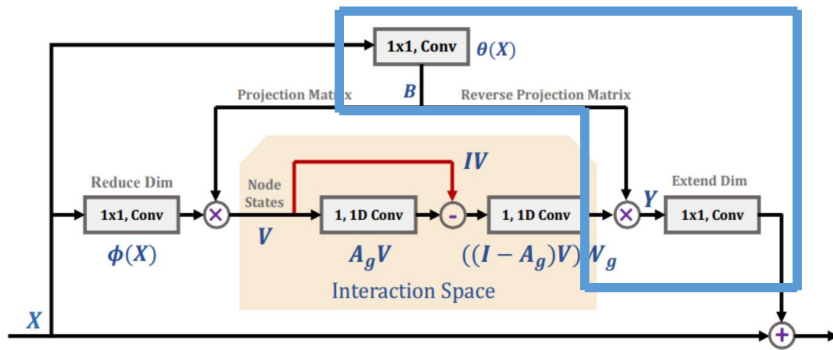 1x1, Conv
θ(X)
B
Projection Matrix
Reverse Projection Matrix
IV
Reduce Dim
Node
States
Y
Extend Dim
1x1, Conv
×
V
1, 1D Conv
-
1, 1D Conv
×
1x1, Conv
ϕ(X)
A_gV
((I − A_g)V)W_g
Interaction Space
X
+